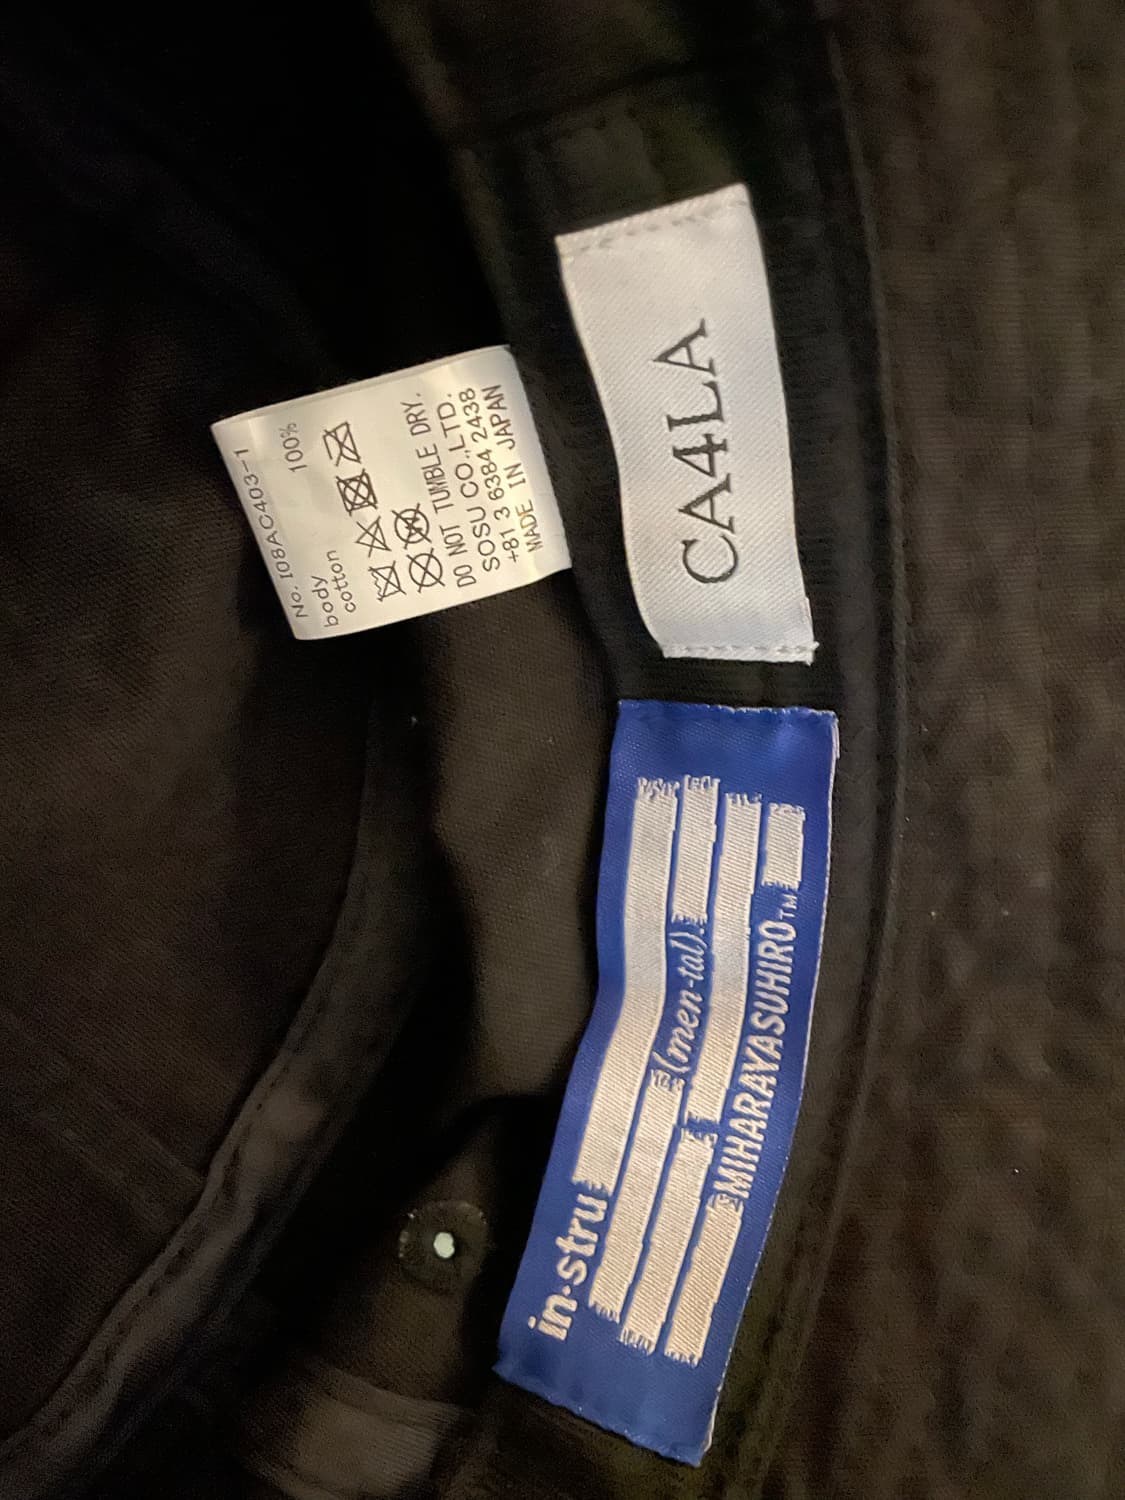 No. I08AC403-1
body
cotton 100%
DO NOT TUMBLE DRY.
SOSU CO.,LTD.
+81 3 6384 2438
MADE IN JAPAN
CA4LA
in·stru
(men-tal).
MIHARAYASUHIRO TM